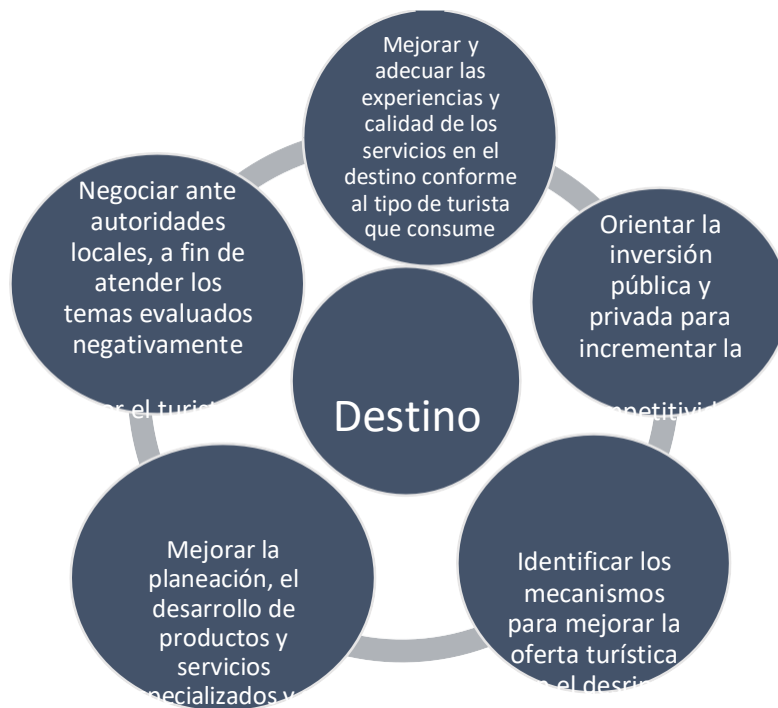 Mejorar y
adecuar las
experiencias y
calidad de los
servicios en el
destino conforme
al tipo de turista
que consume
Orientar la
inversión
pública y
privada para
incrementar la
Identificar los
mecanismos
para mejorar la
oferta turística
el
Mejorar la
planeación, el
desarrollo de
productos y
servicios
y
Negociar ante
autoridades
locales, a fin de
atender los
temas evaluados
negativamente
el
Destino